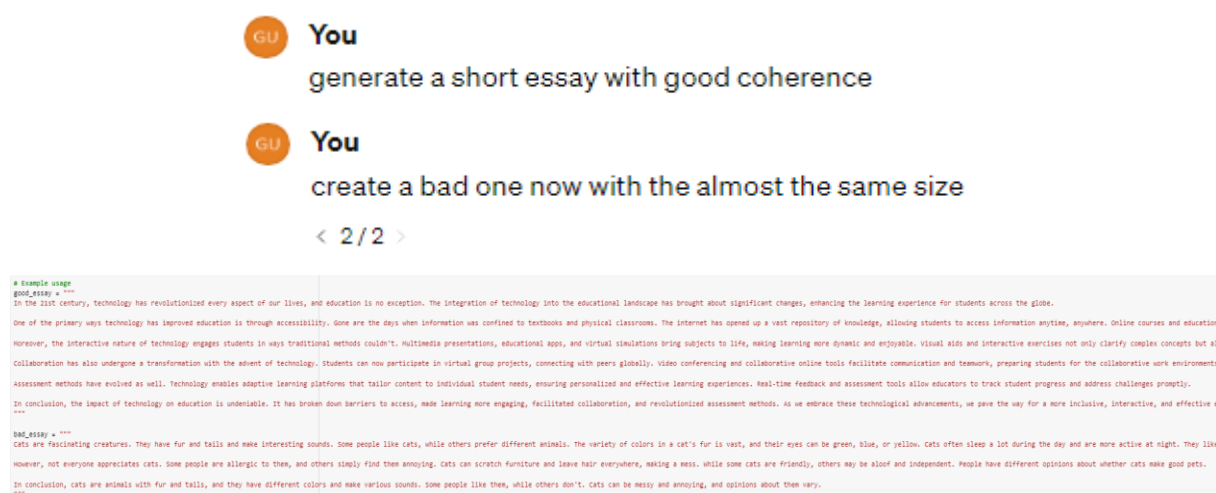 GU
You
generate a short essay with good coherence
GU
You
create a bad one now with the almost the same size
< 2 / 2 >
# Example usage
good_essay = """
In the 21st century, technology has revolutionized every aspect of our lives, and education is no exception. The integration of technology into the educational landscape has brought about significant changes, enhancing the learning experience for students across the globe.
One of the primary ways technology has improved education is through accessibility. Gone are the days when information was confined to textbooks and physical classrooms. The internet has opened up a vast repository of knowledge, allowing students to access information anytime, anywhere. Online courses and education
Moreover, the interactive nature of technology engages students in ways traditional methods couldn't. Multimedia presentations, educational apps, and virtual simulations bring subjects to life, making learning more dynamic and enjoyable. Visual aids and interactive exercises not only clarify complex concepts but al
Collaboration has also undergone a transformation with the advent of technology. Students can now participate in virtual group projects, connecting with peers globally. Video conferencing and collaborative online tools facilitate communication and teamwork, preparing students for the collaborative work environments
Assessment methods have evolved as well. Technology enables adaptive learning platforms that tailor content to individual student needs, ensuring personalized and effective learning experiences. Real-time feedback and assessment tools allow educators to track student progress and address challenges promptly.
In conclusion, the impact of technology on education is undeniable. It has broken down barriers to access, made learning more engaging, facilitated collaboration, and revolutionized assessment methods. As we embrace these technological advancements, we pave the way for a more inclusive, interactive, and effective
"""
bad_essay = """
Cats are fascinating creatures. They have fur and tails and make interesting sounds. Some people like cats, while others prefer different animals. The variety of colors in a cat's fur is vast, and their eyes can be green, blue, or yellow. Cats often sleep a lot during the day and are more active at night. They like
However, not everyone appreciates cats. Some people are allergic to them, and others simply find them annoying. Cats can scratch furniture and leave hair everywhere, making a mess. While some cats are friendly, others may be aloof and independent. People have different opinions about whether cats make good pets.
In conclusion, cats are animals with fur and tails, and they have different colors and make various sounds. Some people like them, while others don't. Cats can be messy and annoying, and opinions about them vary.
"""